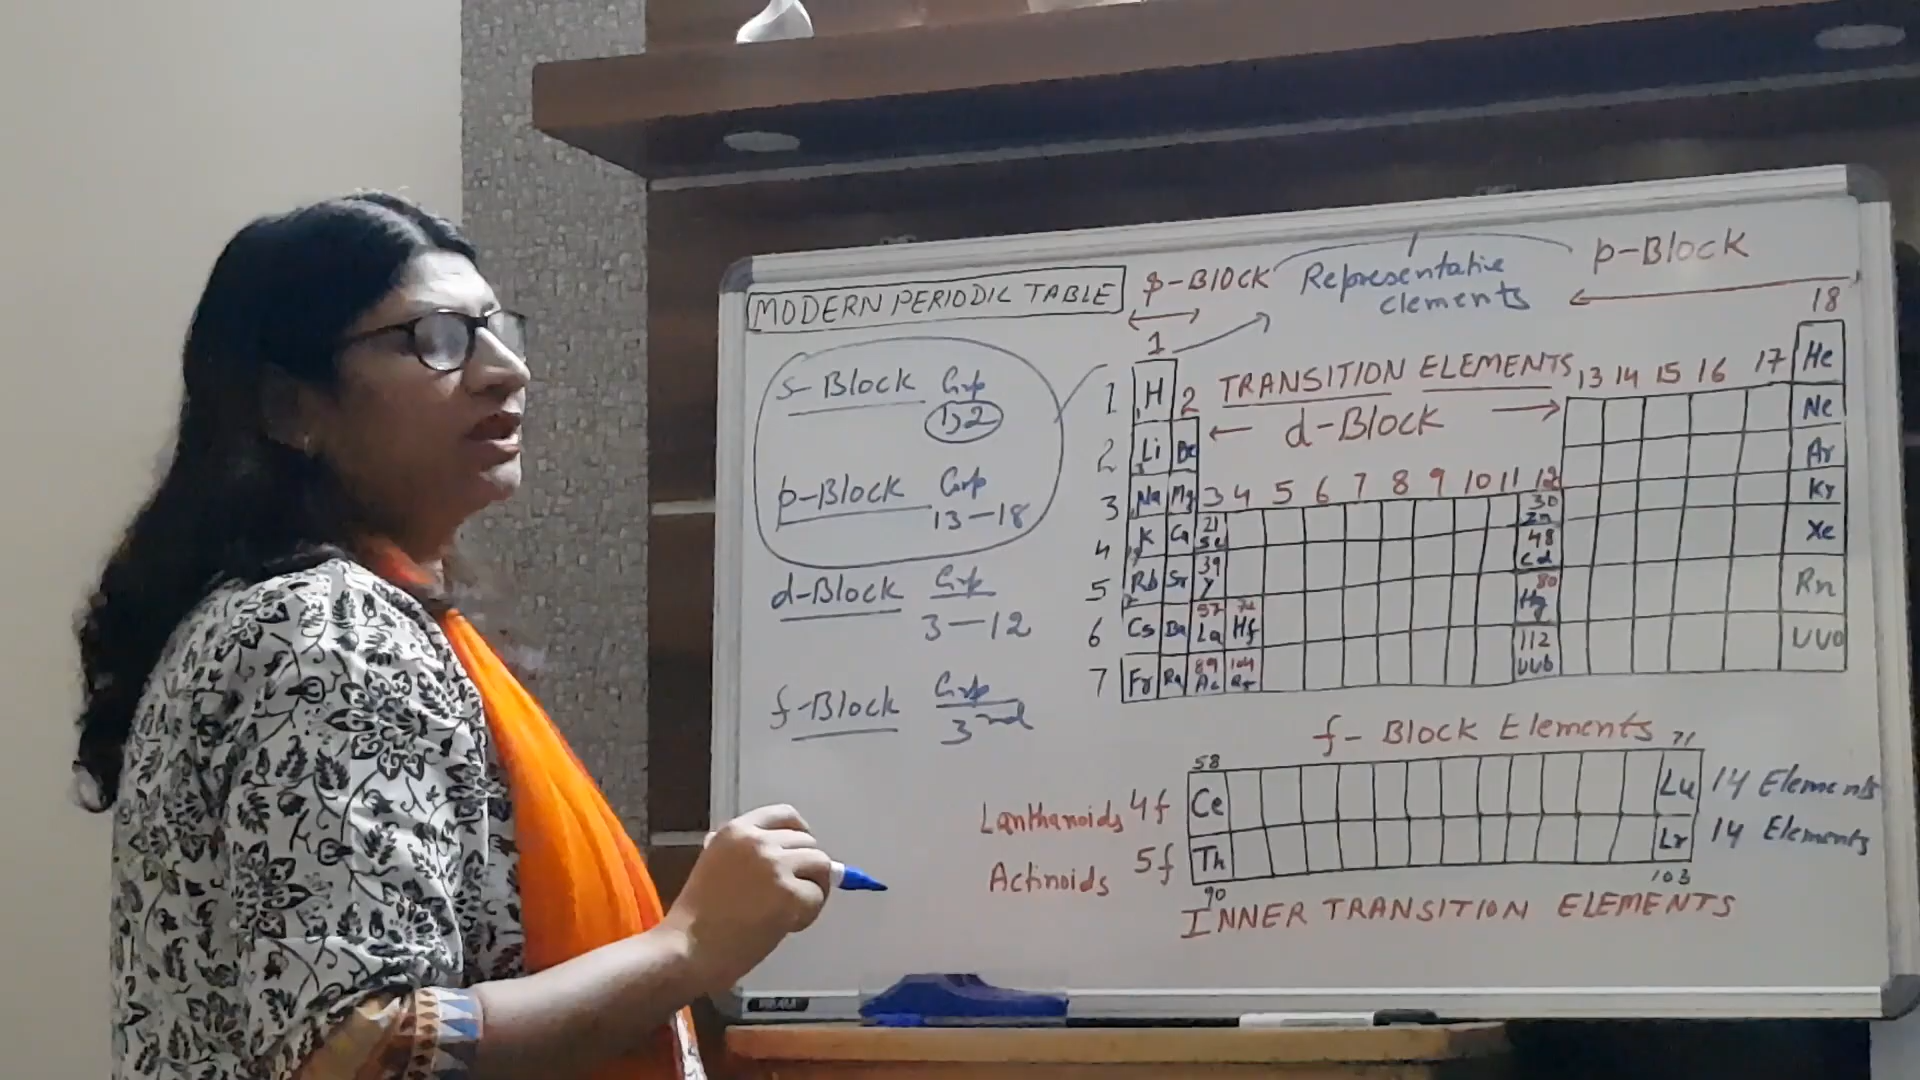 MODERN PERIODIC TABLE
s-BLOCK
Representative
elements
p-Block
18
s-Block Grp
1,2
p-Block Grp
13-18
d-Block Grp
3-12
f-Block Grp
3rd
1
TRANSITION ELEMENTS 13 14 15 16 17 He
1 H 2
← d-Block →
Ne
2 Li Be
Ar
3 Na Mg 3 4 5 6 7 8 9 10 11 12
Kr
4 K Ca 21 Sc 30 Zn
Xe
5 Rb Sr 39 Y 48 Cd
Rn
6 Cs Ba 57 La 72 Hf 80 Hg
UUO
7 Fr Ra 89 Ac 104 Rf 112 UUb
f-Block Elements
58 71
Lanthanoids 4f Ce Lu 14 Elements
Actinoids 5f Th Lr 14 Elements
90 103
INNER TRANSITION ELEMENTS